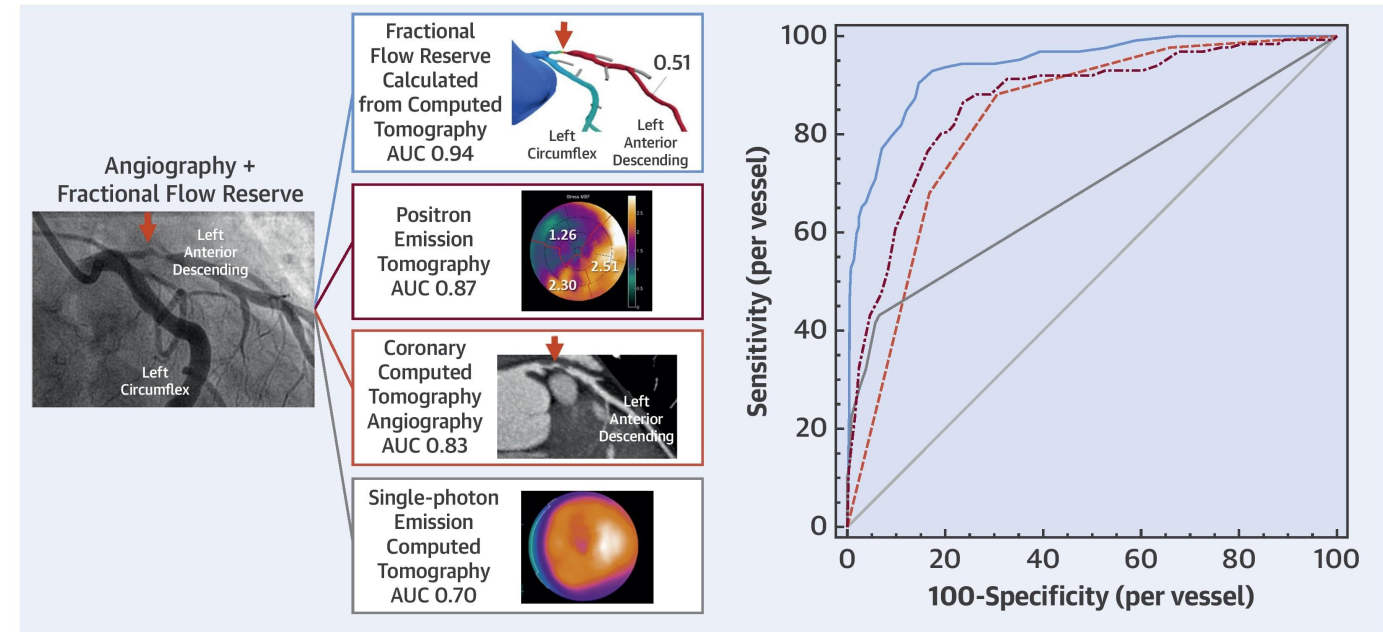 Angiography +
Fractional Flow Reserve
Left
Anterior
Descending
Left
Circumflex
Fractional
Flow Reserve
Calculated
from Computed
Tomography
AUC 0.94
0.51
Left
Circumflex
Left
Anterior
Descending
Positron
Emission
Tomography
AUC 0.87
Stress MBF
1.26
2.51
2.30
Coronary
Computed
Tomography
Angiography
AUC 0.83
Left
Anterior
Descending
Single-photon
Emission
Computed
Tomography
AUC 0.70
Sensitivity (per vessel)
100
80
60
40
20
0
0 20 40 60 80 100
100-Specificity (per vessel)